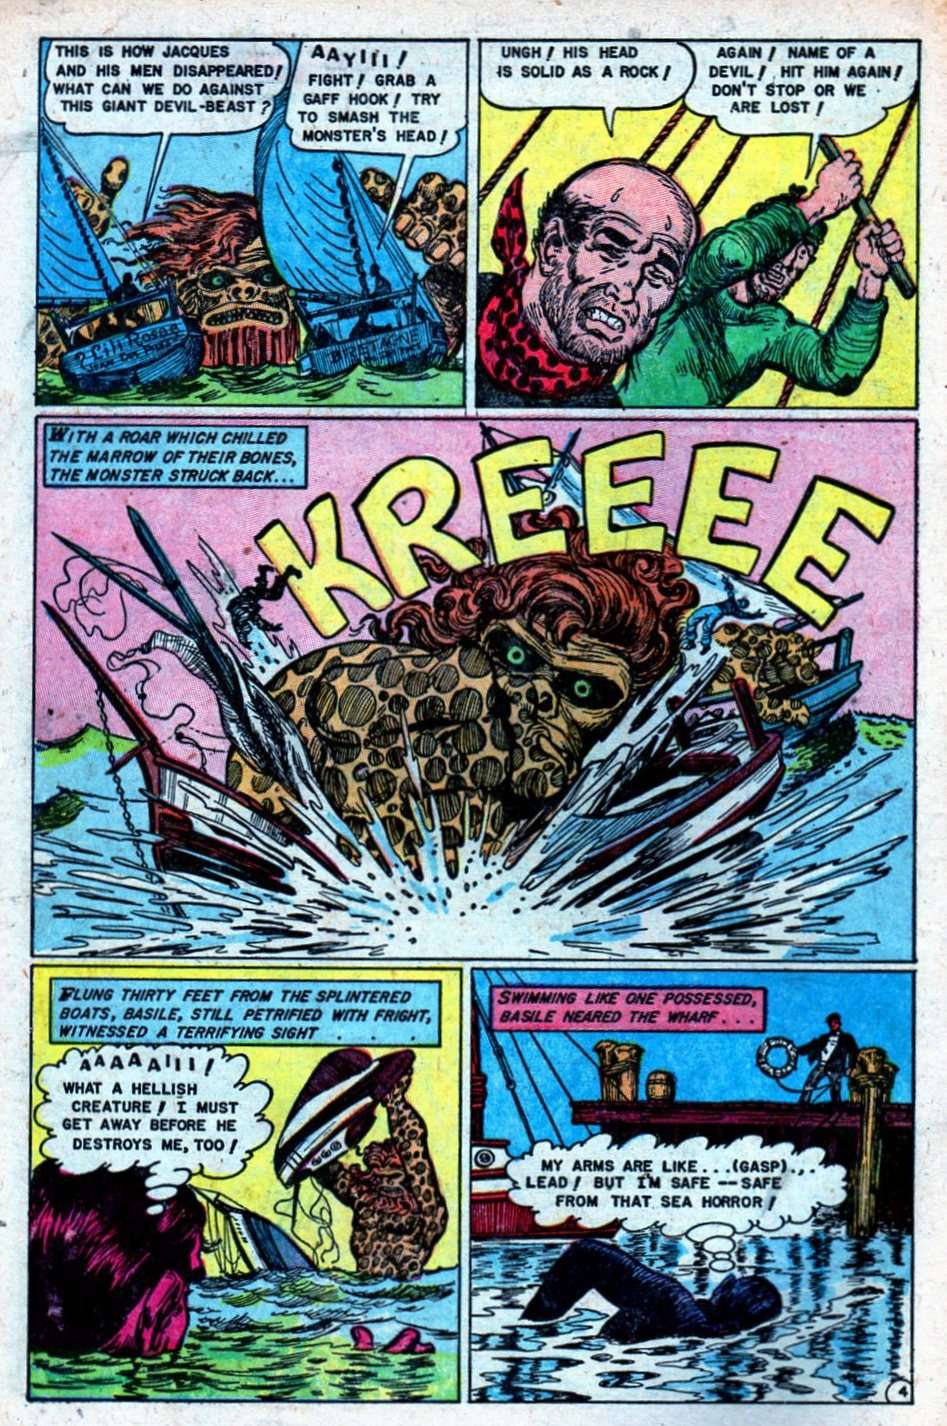 THIS IS HOW JACQUES
AND HIS MEN DISAPPEARED!
WHAT CAN WE DO AGAINST
THIS GIANT DEVIL-BEAST?
AAYIII!
FIGHT! GRAB A
GAFF HOOK! TRY
TO SMASH THE
MONSTER'S HEAD!
BRETAGNE
UNGH! HIS HEAD
IS SOLID AS A ROCK!
AGAIN! NAME OF A
DEVIL! HIT HIM AGAIN!
DON'T STOP OR WE
ARE LOST!
WITH A ROAR WHICH CHILLED
THE MARROW OF THEIR BONES,
THE MONSTER STRUCK BACK...
KREEEE
FLUNG THIRTY FEET FROM THE SPLINTERED
BOATS, BASILE, STILL PETRIFIED WITH FRIGHT,
WITNESSED A TERRIFYING SIGHT . . . .
AAAAAIII!
WHAT A HELLISH
CREATURE! I MUST
GET AWAY BEFORE HE
DESTROYS ME, TOO!
SWIMMING LIKE ONE POSSESSED,
BASILE NEARED THE WHARF...
MY ARMS ARE LIKE...(GASP)...
LEAD! BUT I'M SAFE--SAFE
FROM THAT SEA HORROR!
4